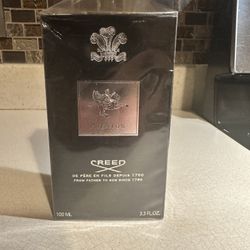 CREED
DE PÈRE EN FILS DEPUIS 1760
FROM FATHER TO SON SINCE 1760
100 ML
3.3 FL.OZ.